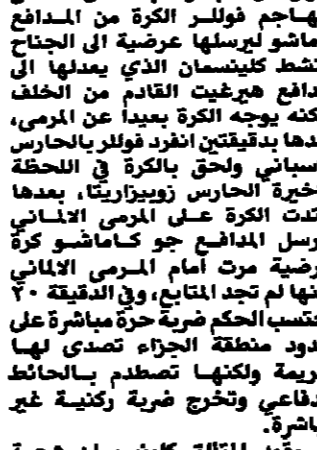 هاجم فوللر الكرة من المدافع
ماشو ليرسلها عرضية الى الجناح
نشط كلينسمان الذي يعدلها الى
دافع هيرغيت القادم من الخلف
كنه يوجه الكرة بعيداً عن المرمى،
دها بدقيقتين انفرد فوللر بالحارس
سباني ولحق بالكرة في اللحظة
خيرة الحارس زوبيزاريتا، بعدها
تدت الكرة على المرمى الالماني
رسل المدافع جو كاماشو كرة
رضية مرت امام المرمى الالماني
نها لم تجد المتابع، وفي الدقيقة ٢٠
حتسب الحكم ضربة حرة مباشرة على
دود منطقة الجزاء تصدى لها
ريمة ولكنها تصطدم بالحائط
دفاعي وتخرج ضربة ركنية غير
باشرة.